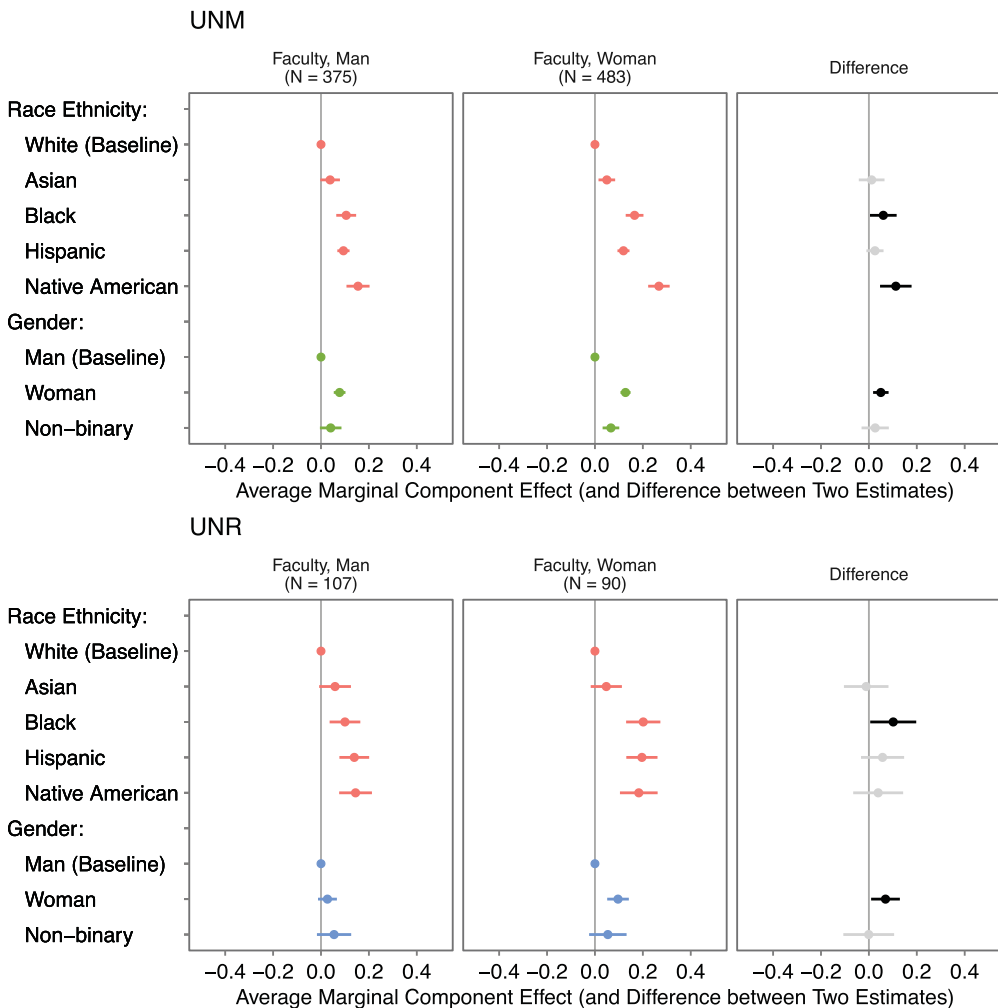 UNM
Faculty, Man
(N = 375)
Faculty, Woman
(N = 483)
Difference
Race Ethnicity:
White (Baseline)
Asian
Black
Hispanic
Native American
Gender:
Man (Baseline)
Woman
Non−binary
−0.4 −0.2 0.0 0.2 0.4
−0.4 −0.2 0.0 0.2 0.4
−0.4 −0.2 0.0 0.2 0.4
Average Marginal Component Effect (and Difference between Two Estimates)
UNR
Faculty, Man
(N = 107)
Faculty, Woman
(N = 90)
Difference
Race Ethnicity:
White (Baseline)
Asian
Black
Hispanic
Native American
Gender:
Man (Baseline)
Woman
Non−binary
−0.4 −0.2 0.0 0.2 0.4
−0.4 −0.2 0.0 0.2 0.4
−0.4 −0.2 0.0 0.2 0.4
Average Marginal Component Effect (and Difference between Two Estimates)